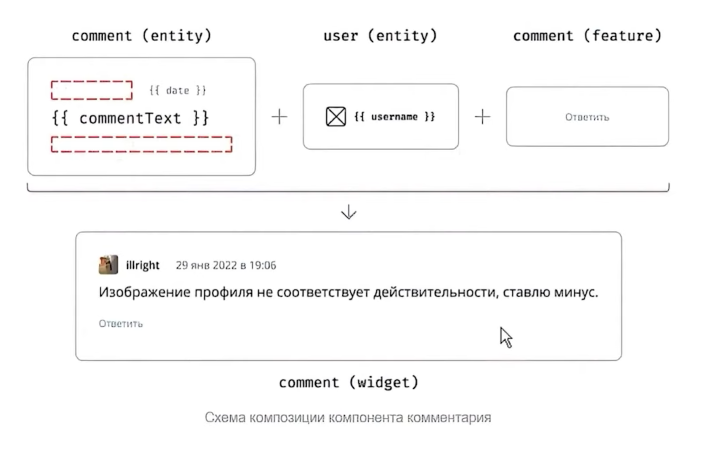 comment (entity)
user (entity)
comment (feature)
{{ date }}
{{ commentText }}
+
{{ username }}
+
Ответить
illright 29 янв 2022 в 19:06
Изображение профиля не соответствует действительности, ставлю минус.
Ответить
comment (widget)
Схема композиции компонента комментария